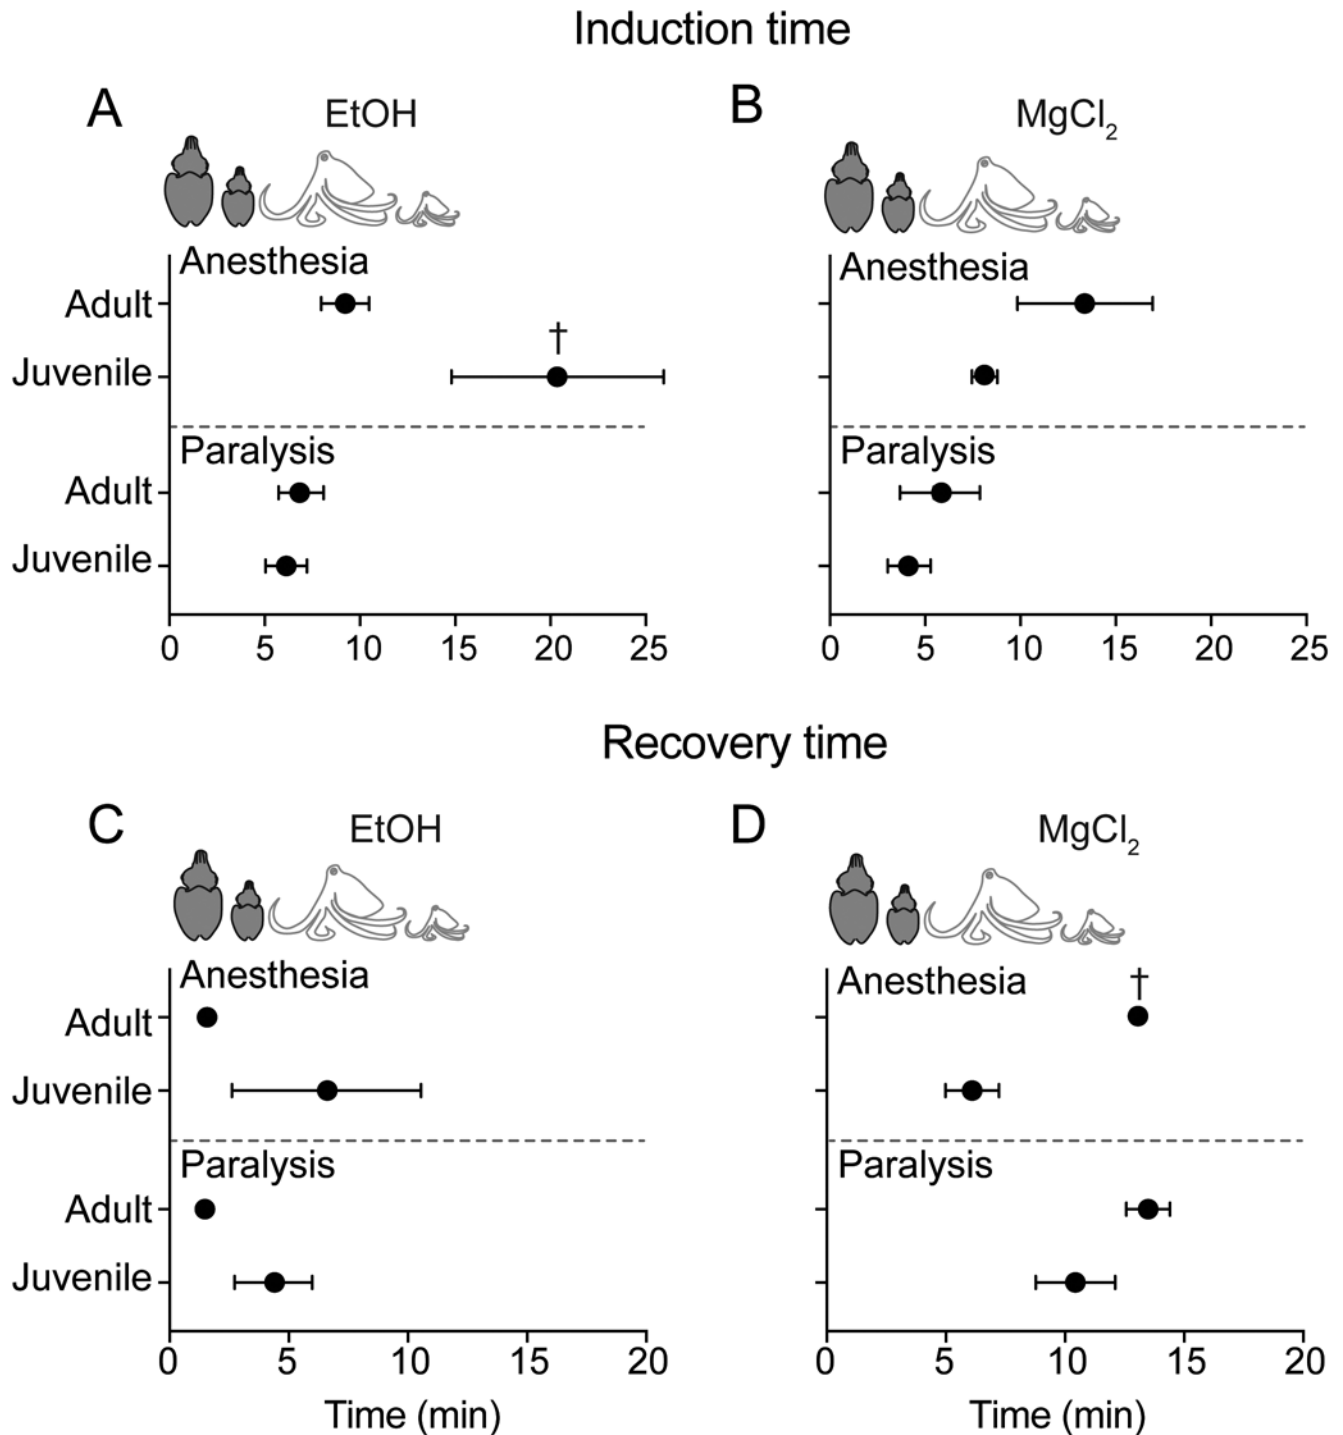 Induction time
A
EtOH
Anesthesia
Adult
†
Juvenile
Paralysis
Adult
Juvenile
0 5 10 15 20 25
B
MgCl₂
Anesthesia
Paralysis
0 5 10 15 20 25
Recovery time
C
EtOH
Anesthesia
Adult
Juvenile
Paralysis
Adult
Juvenile
0 5 10 15 20
Time (min)
D
MgCl₂
Anesthesia
†
Paralysis
0 5 10 15 20
Time (min)